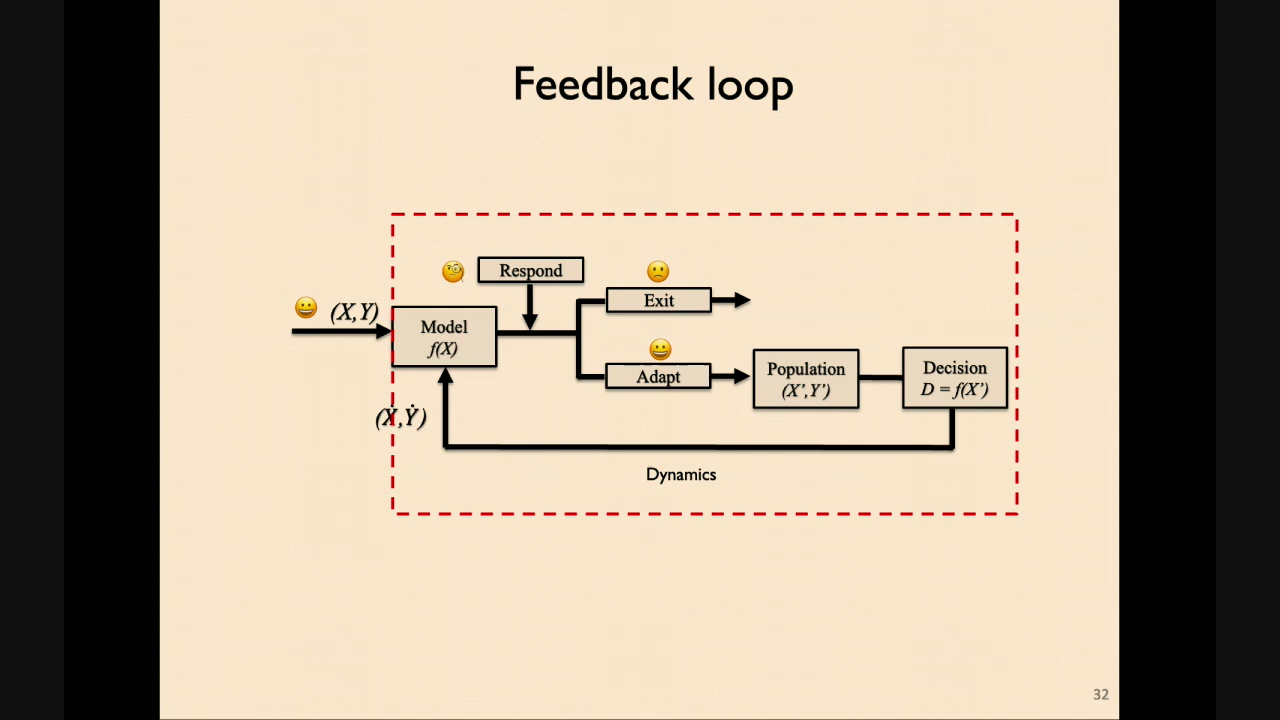 Feedback loop
Respond
Exit
(X,Y)
Model
f(X)
Adapt
Population
(X’,Y’)
Decision
D = f(X’)
(Ẋ,Ẏ)
Dynamics
32